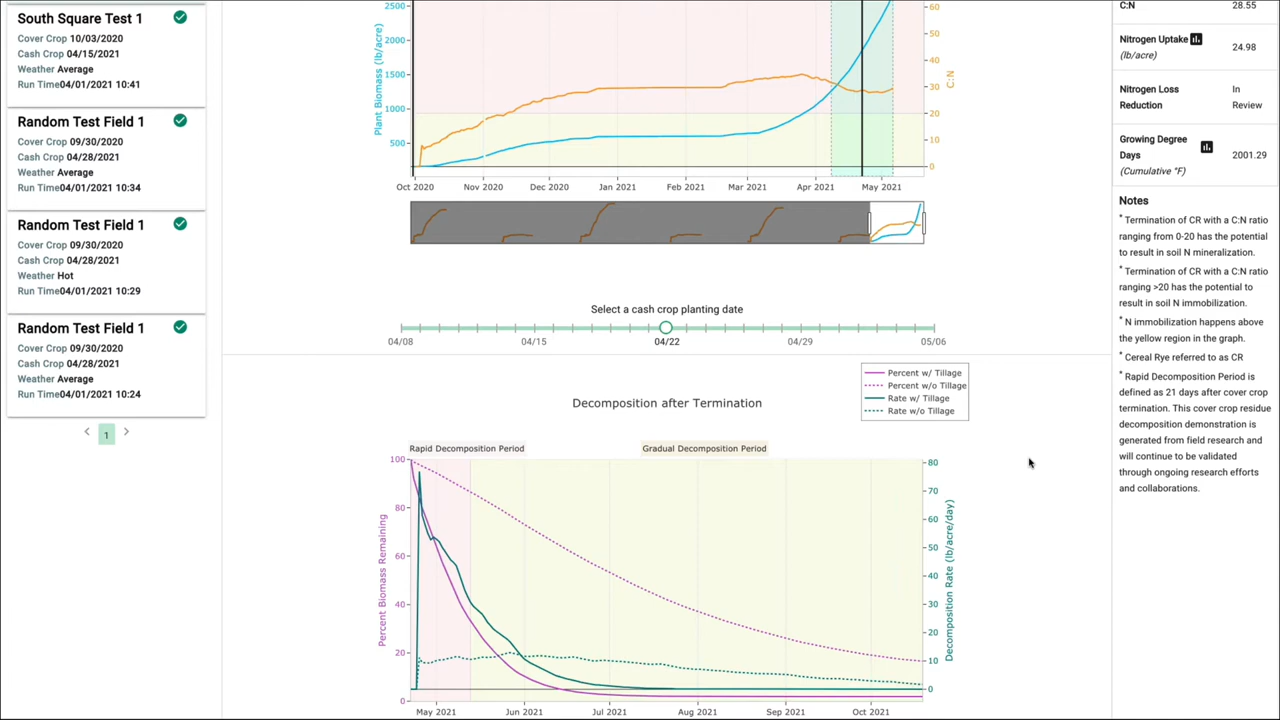 South Square Test 1
Cover Crop 10/03/2020
Cash Crop 04/15/2021
Weather Average
Run Time04/01/2021 10:41
Random Test Field 1
Cover Crop 09/30/2020
Cash Crop 04/28/2021
Weather Average
Run Time04/01/2021 10:34
Random Test Field 1
Cover Crop 09/30/2020
Cash Crop 04/28/2021
Weather Hot
Run Time04/01/2021 10:29
Random Test Field 1
Cover Crop 09/30/2020
Cash Crop 04/28/2021
Weather Average
Run Time04/01/2021 10:24
1
Plant Biomass (lb/acre)
2500
2000
1500
1000
500
60
50
40
30
20
10
0
C:N
Oct 2020 Nov 2020 Dec 2020 Jan 2021 Feb 2021 Mar 2021 Apr 2021 May 2021
Select a cash crop planting date
04/08 04/15 04/22 04/29 05/06
Percent w/ Tillage
Percent w/o Tillage
Rate w/ Tillage
Rate w/o Tillage
Decomposition after Termination
Rapid Decomposition Period Gradual Decomposition Period
Percent Biomass Remaining
100
80
60
40
20
0
80
70
60
50
40
30
20
10
0
Decomposition Rate (lb/acre/day)
May 2021 Jun 2021 Jul 2021 Aug 2021 Sep 2021 Oct 2021
C:N 28.55
Nitrogen Uptake
(lb/acre) 24.98
Nitrogen Loss In
Reduction Review
Growing Degree
Days 2001.29
(Cumulative °F)
Notes
* Termination of CR with a C:N ratio
ranging from 0-20 has the potential
to result in soil N mineralization.
* Termination of CR with a C:N ratio
ranging >20 has the potential to
result in soil N immobilization.
* N immobilization happens above
the yellow region in the graph.
* Cereal Rye referred to as CR
* Rapid Decomposition Period is
defined as 21 days after cover crop
termination. This cover crop residue
decomposition demonstration is
generated from field research and
will continue to be validated
through ongoing research efforts
and collaborations.